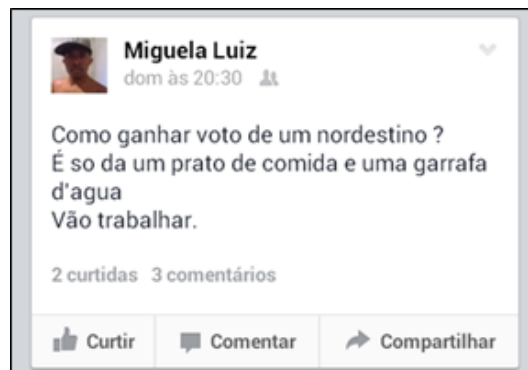 Miguela Luiz
dom às 20:30
Como ganhar voto de um nordestino ?
É so da um prato de comida e uma garrafa
d'agua
Vão trabalhar.
2 curtidas 3 comentários
Curtir Comentar Compartilhar